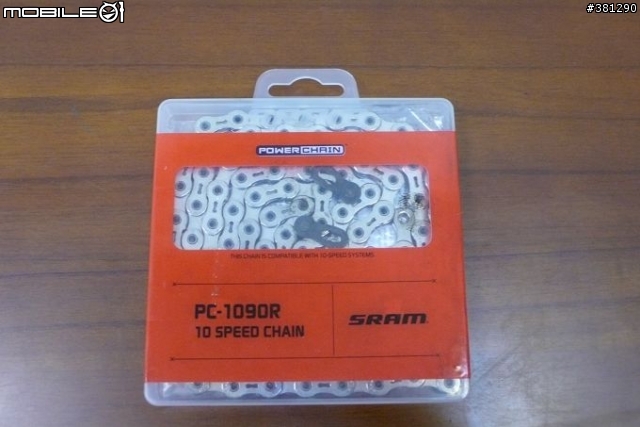 MOBILE01
#381290
POWERCHAIN
THIS CHAIN IS COMPATIBLE WITH 10-SPEED SYSTEMS
PC-1090R
10 SPEED CHAIN
SRAM